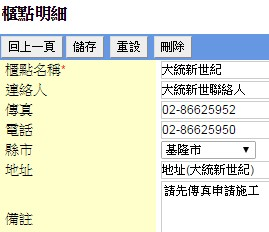 櫃點明細
回上一頁 儲存 重設 刪除
櫃點名稱* 大統新世紀
連絡人 大統新世聯絡人
傳真 02-86625952
電話 02-86625950
縣市 基隆市
地址 地址(大統新世紀)
請先傳真申請施工
備註